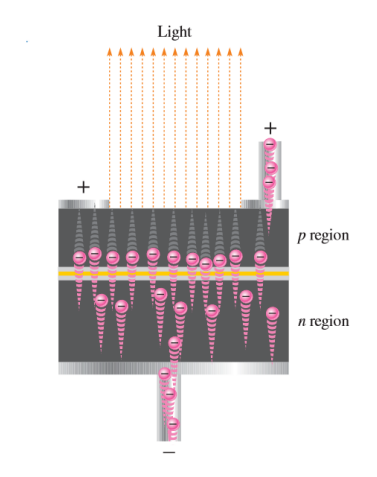 Light
+
+
p region
n region
−